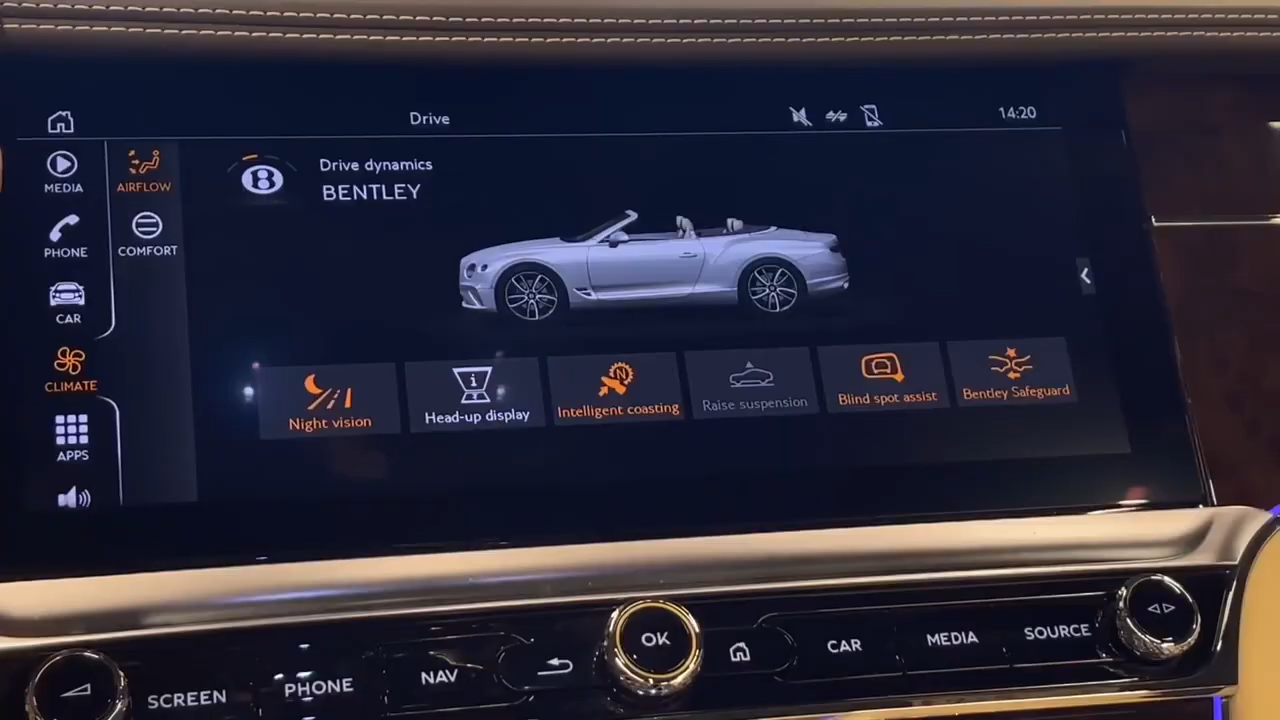 Drive
14:20
MEDIA
PHONE
CAR
CLIMATE
APPS
AIRFLOW
COMFORT
B
Drive dynamics
BENTLEY
Night vision
i
Head-up display
N
Intelligent coasting
Raise suspension
Blind spot assist
Bentley Safeguard
SCREEN
PHONE
NAV
OK
CAR
MEDIA
SOURCE